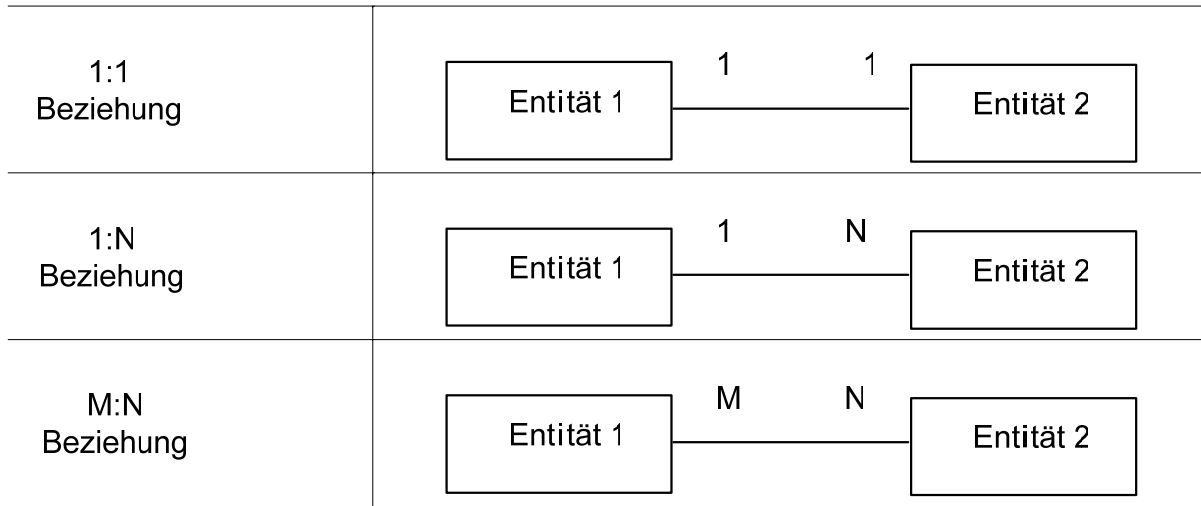 1:1
Beziehung
1 1
Entität 1
Entität 2
1:N
Beziehung
1 N
Entität 1
Entität 2
M:N
Beziehung
M N
Entität 1
Entität 2